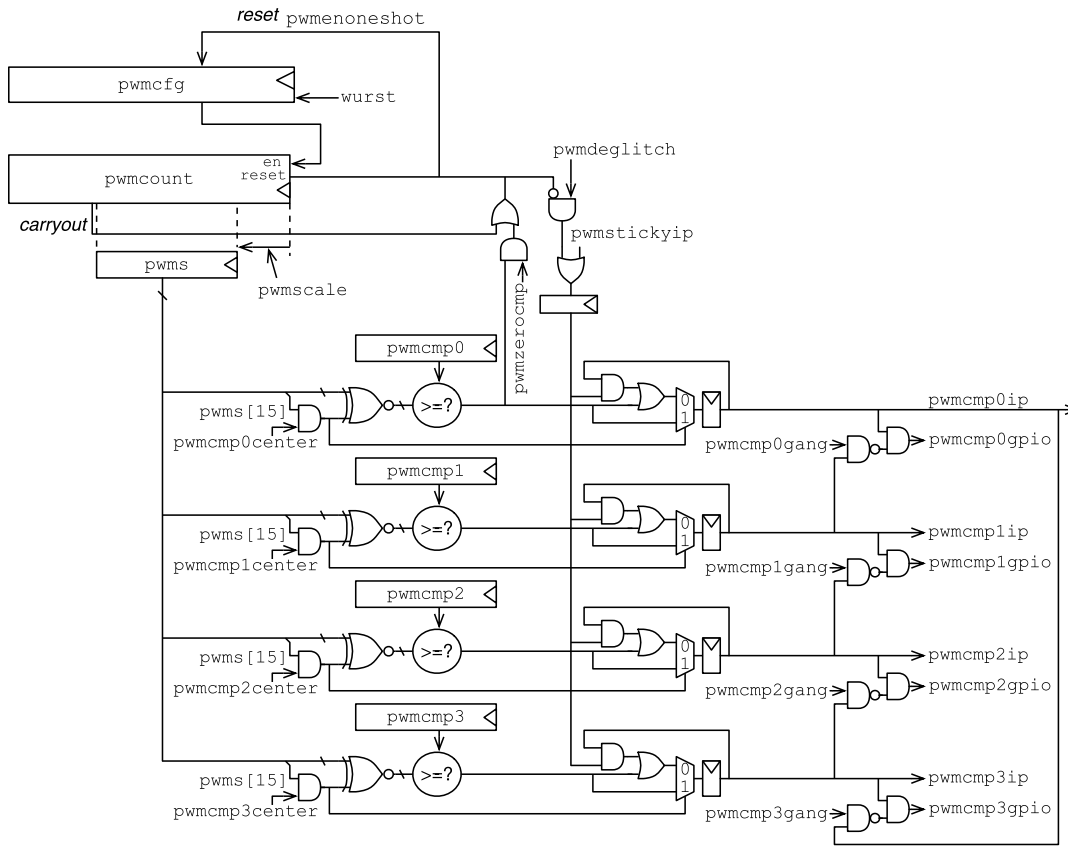 reset pwmenoneshot
pwmcfg
wurst
en
reset
pwmcount
carryout
pwms
pwmscale
pwmdeglitch
pwmstickyip
pwmzerocmp
pwmcmp0
pwms[15]
pwmcmp0center
>=?
0
1
pwmcmp0ip
pwmcmp0gang
pwmcmp0gpio
pwmcmp1
pwms[15]
pwmcmp1center
>=?
0
1
pwmcmp1ip
pwmcmp1gang
pwmcmp1gpio
pwmcmp2
pwms[15]
pwmcmp2center
>=?
0
1
pwmcmp2ip
pwmcmp2gang
pwmcmp2gpio
pwmcmp3
pwms[15]
pwmcmp3center
>=?
0
1
pwmcmp3ip
pwmcmp3gang
pwmcmp3gpio